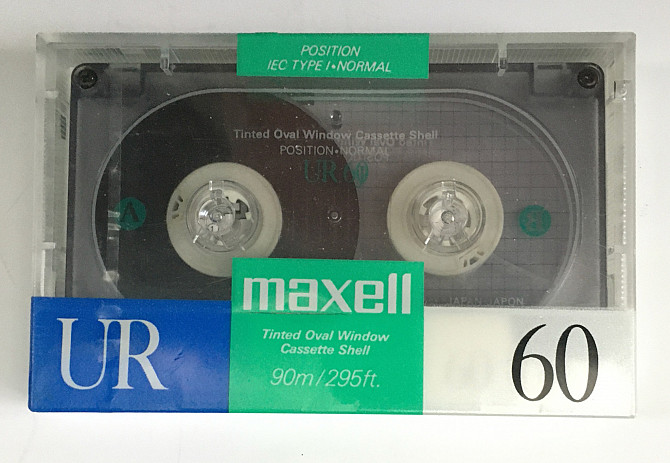 POSITION
IEC TYPE I•NORMAL
Tinted Oval Window Cassette Shell
POSITION•NORMAL
UR 60
JAPAN JAPON
maxell
Tinted Oval Window
Cassette Shell
90m/295ft.
UR
60